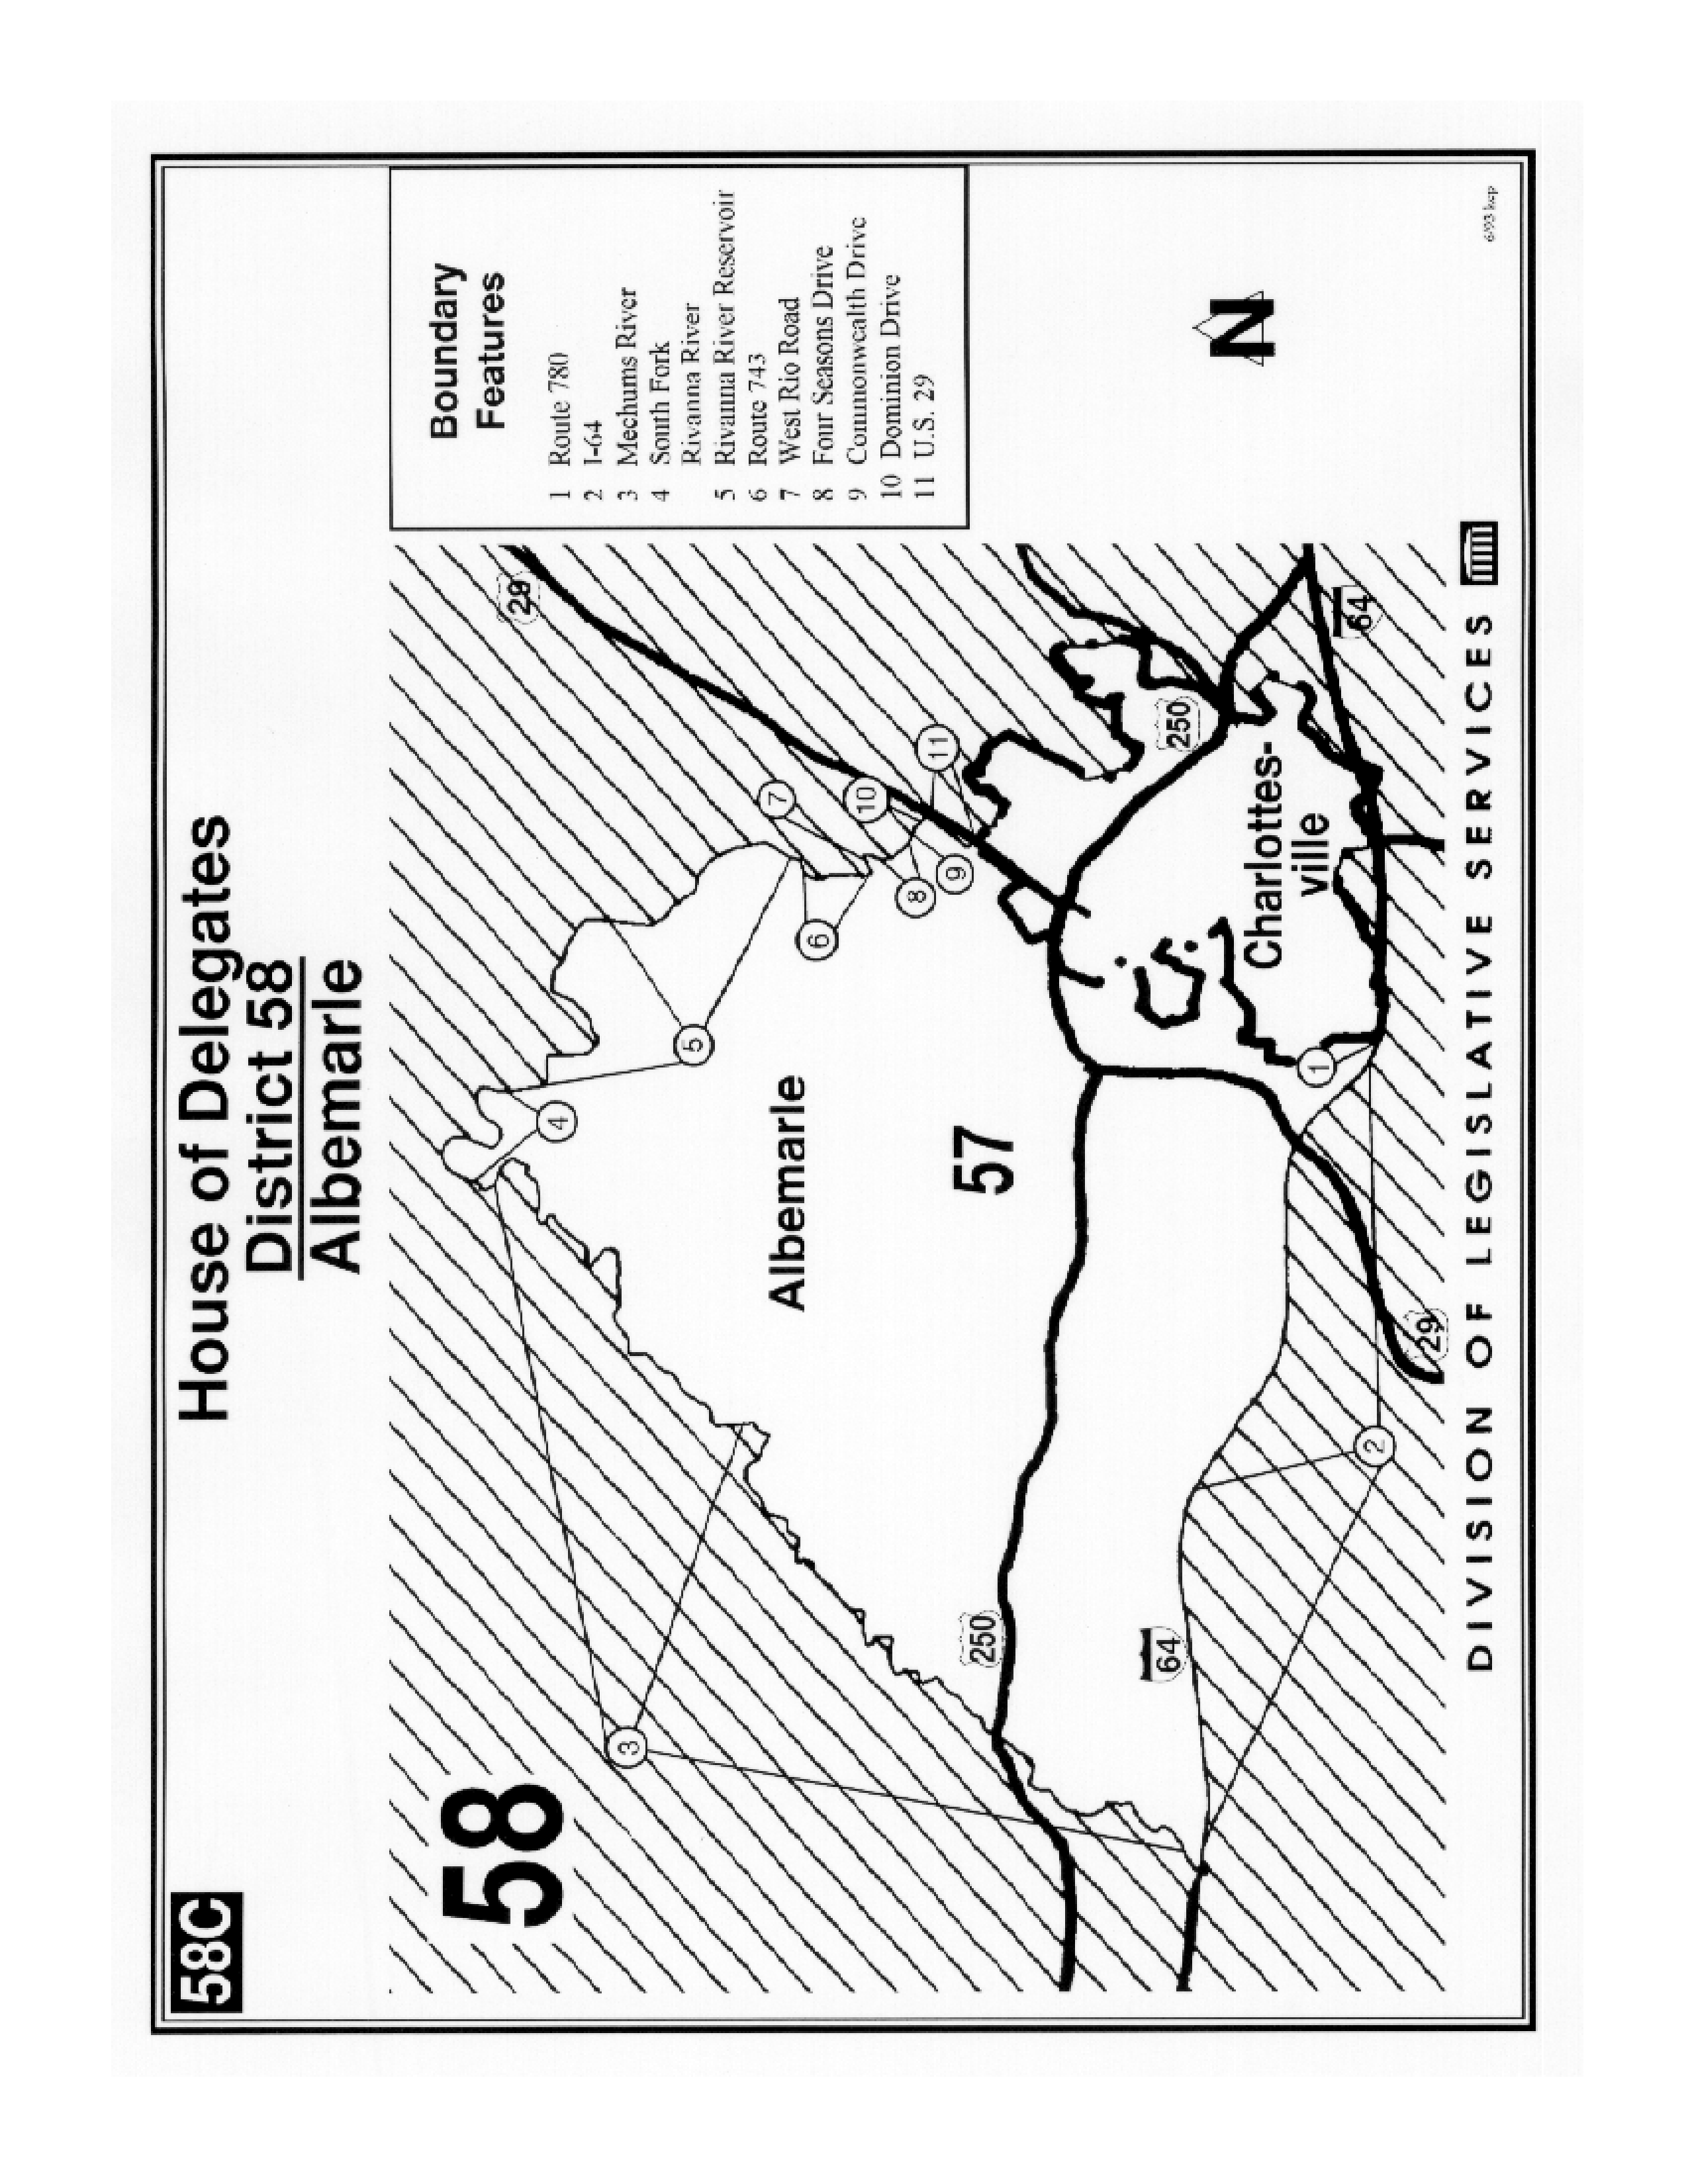 58C
House of Delegates
District 58
Albemarle
Boundary
Features
1 Route 780
2 I-64
3 Mechums River
4 South Fork
Rivanna River
5 Rivanna River Reservoir
6 Route 743
7 West Rio Road
8 Four Seasons Drive
9 Commonwealth Drive
10 Dominion Drive
11 U.S. 29
58
29
3
4
5
7
6
10
11
8
9
Albemarle
57
250
250
64
Charlottes-
ville
1
64
2
29
N
DIVISION OF LEGISLATIVE SERVICES
6/93